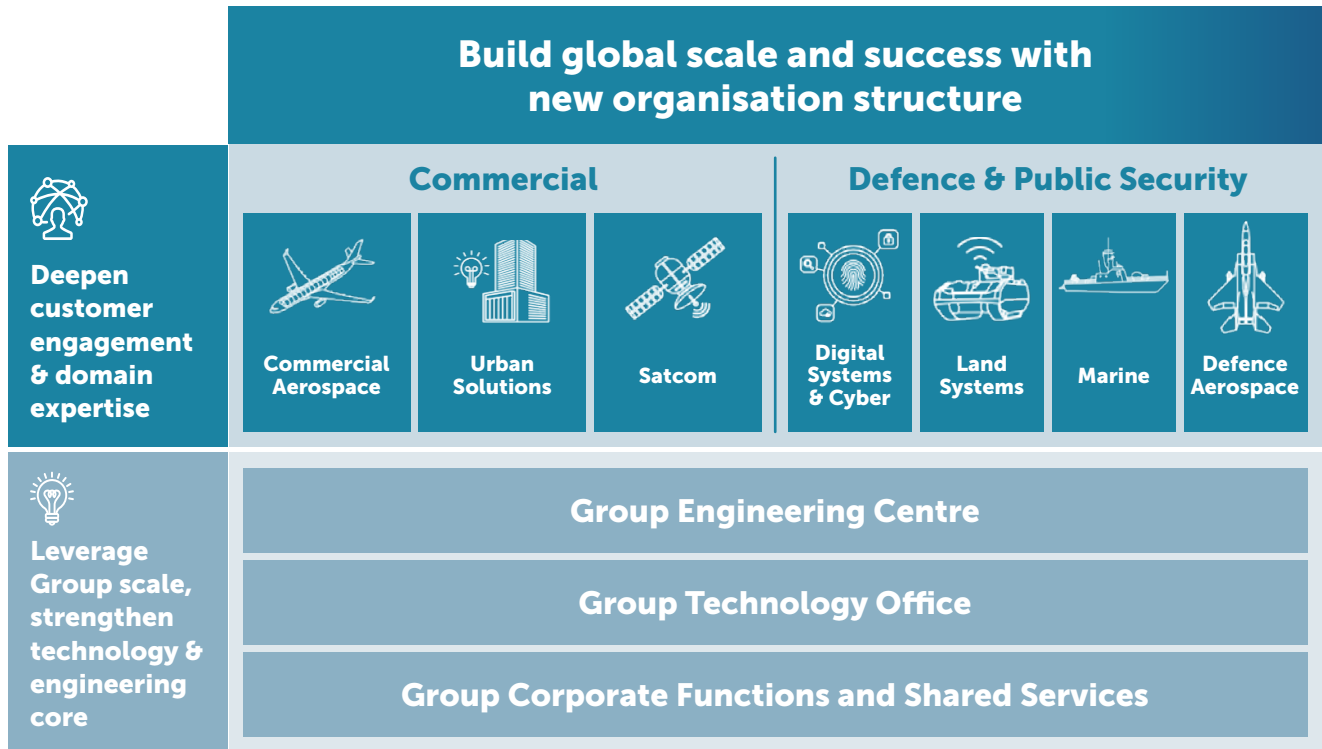 Build global scale and success with
new organisation structure
Deepen
customer
engagement
& domain
expertise
Commercial
Commercial
Aerospace
Urban
Solutions
Satcom
Defence & Public Security
Digital
Systems
& Cyber
Land
Systems
Marine
Defence
Aerospace
Leverage
Group scale,
strengthen
technology &
engineering
core
Group Engineering Centre
Group Technology Office
Group Corporate Functions and Shared Services